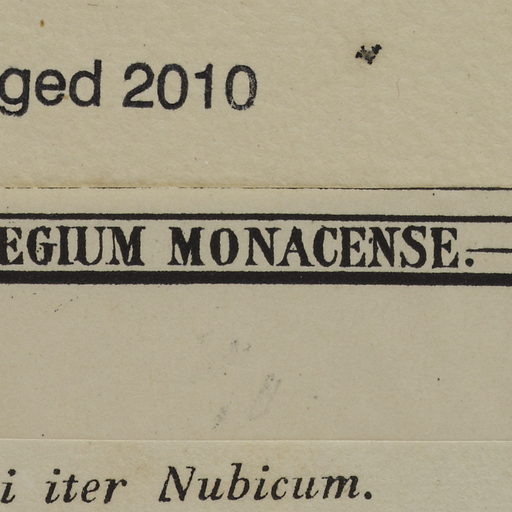 ged 2010
EGIUM MONACENSE.
i iter Nubicum.